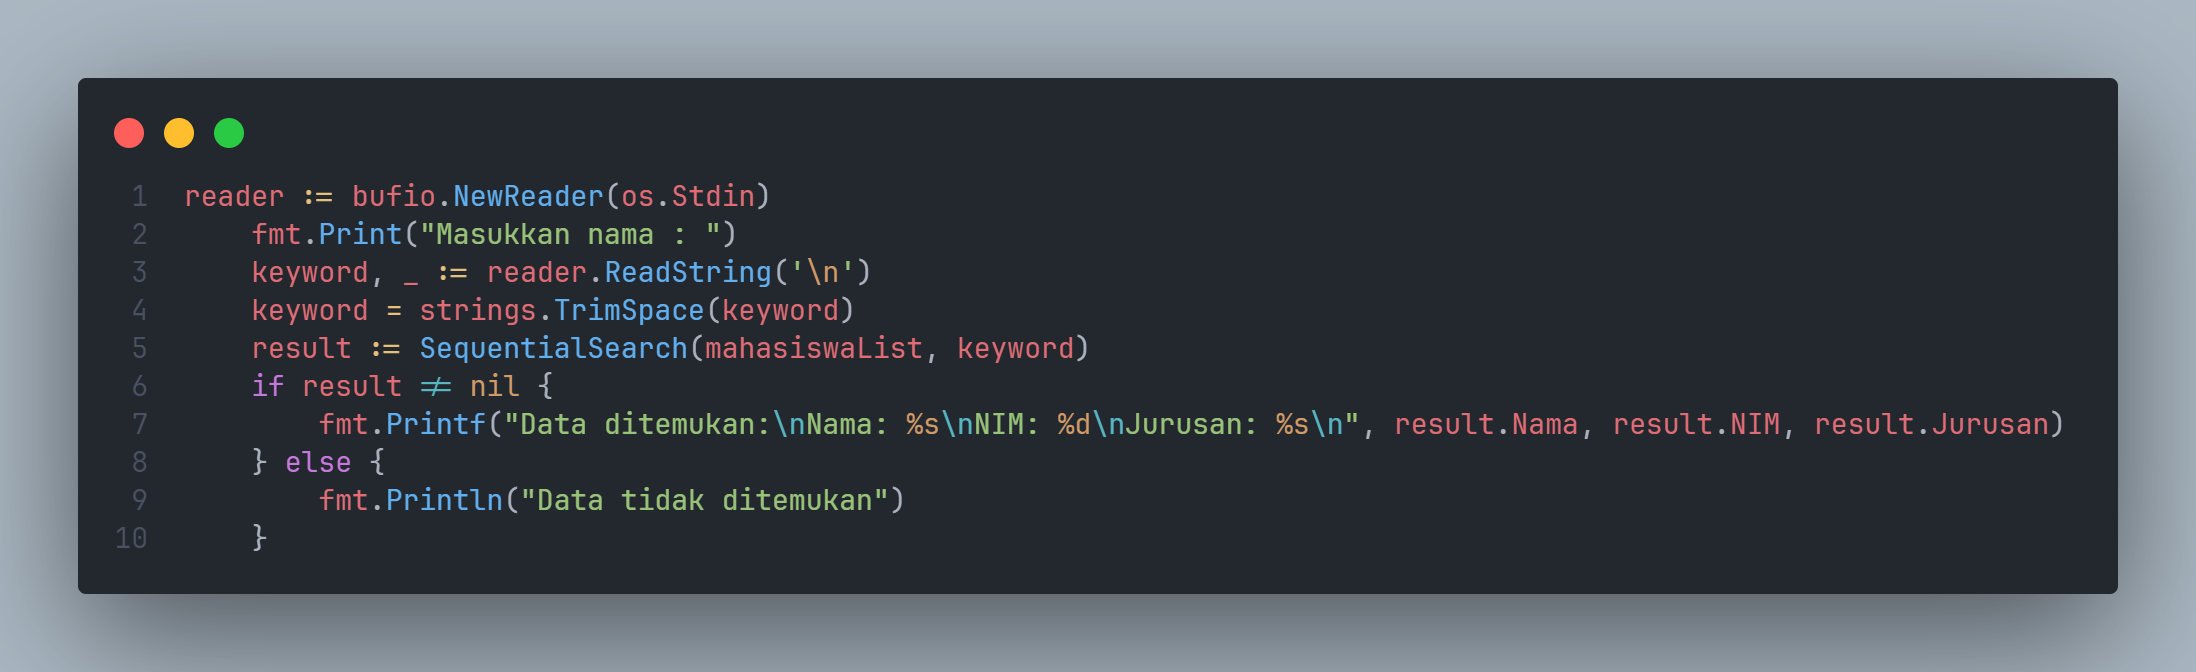 1 reader := bufio.NewReader(os.Stdin)
2 fmt.Print("Masukkan nama : ")
3 keyword, _ := reader.ReadString('\n')
4 keyword = strings.TrimSpace(keyword)
5 result := SequentialSearch(mahasiswaList, keyword)
6 if result != nil {
7 fmt.Printf("Data ditemukan:\nNama: %s\nNIM: %d\nJurusan: %s\n", result.Nama, result.NIM, result.Jurusan)
8 } else {
9 fmt.Println("Data tidak ditemukan")
10 }